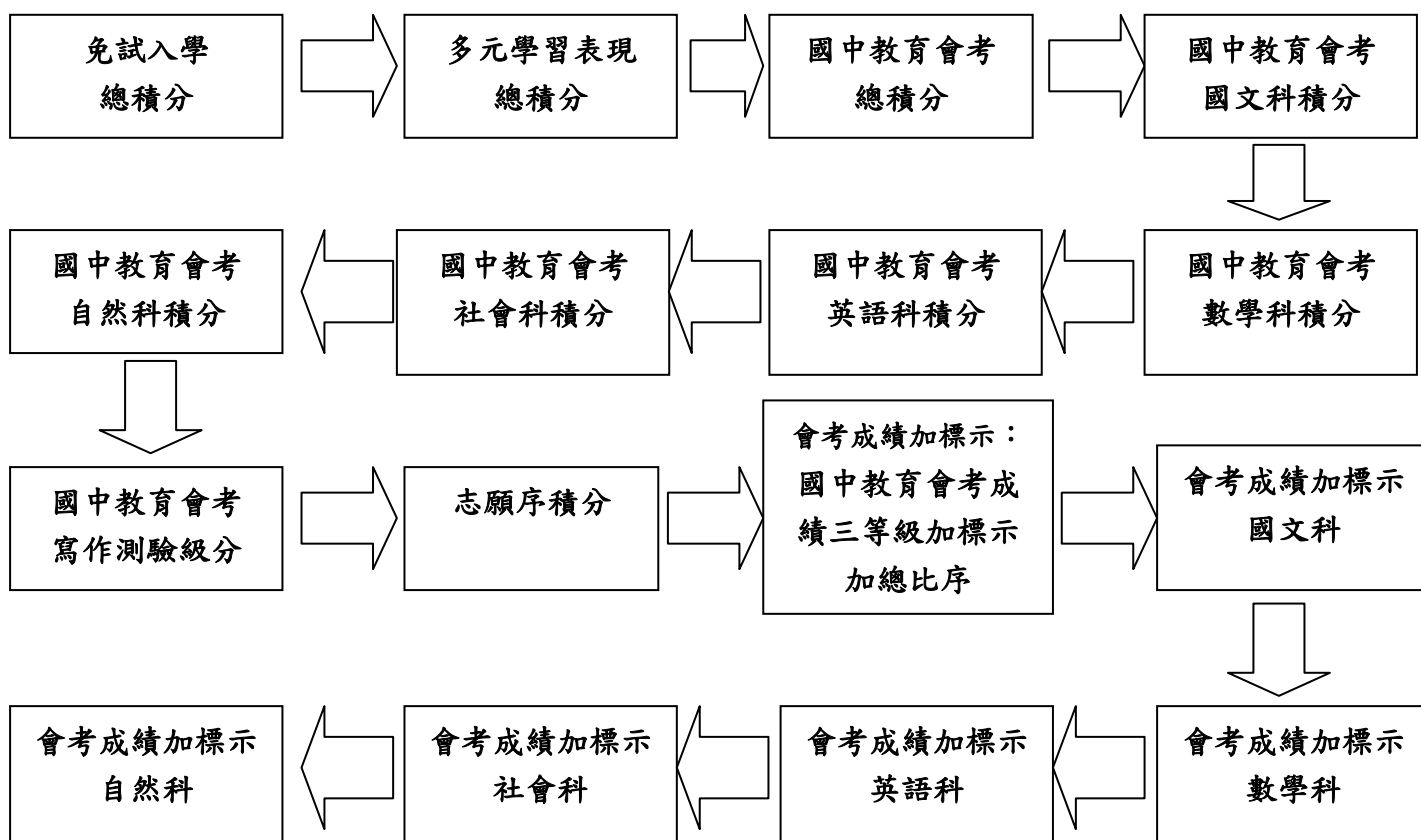 免試入學
總積分
多元學習表現
總積分
國中教育會考
總積分
國中教育會考
國文科積分
國中教育會考
數學科積分
國中教育會考
英語科積分
國中教育會考
社會科積分
國中教育會考
自然科積分
國中教育會考
寫作測驗級分
志願序積分
會考成績加標示：
國中教育會考成
績三等級加標示
加總比序
會考成績加標示
國文科
會考成績加標示
數學科
會考成績加標示
英語科
會考成績加標示
社會科
會考成績加標示
自然科